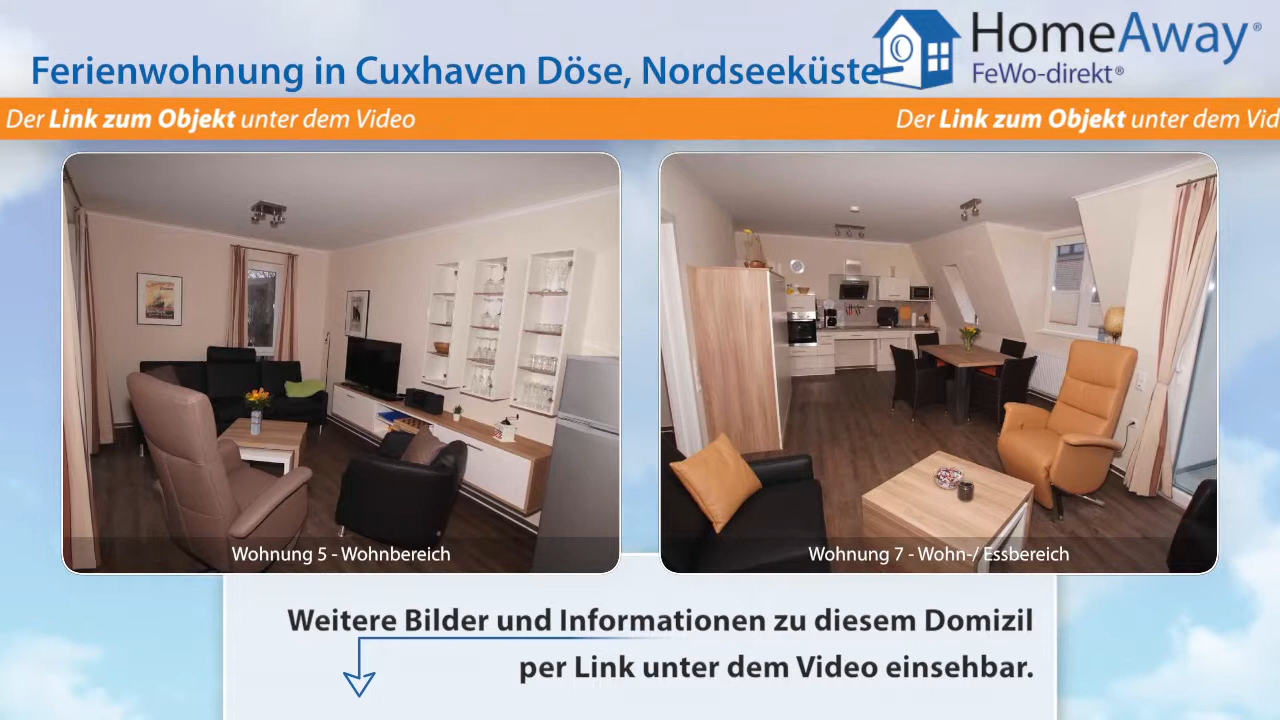 HomeAway®
FeWo-direkt®
Ferienwohnung in Cuxhaven Döse, Nordseeküste
Der Link zum Objekt unter dem Video
Der Link zum Objekt unter dem Vid
Wohnung 5 - Wohnbereich
Wohnung 7 - Wohn-/ Essbereich
Weitere Bilder und Informationen zu diesem Domizil
per Link unter dem Video einsehbar.